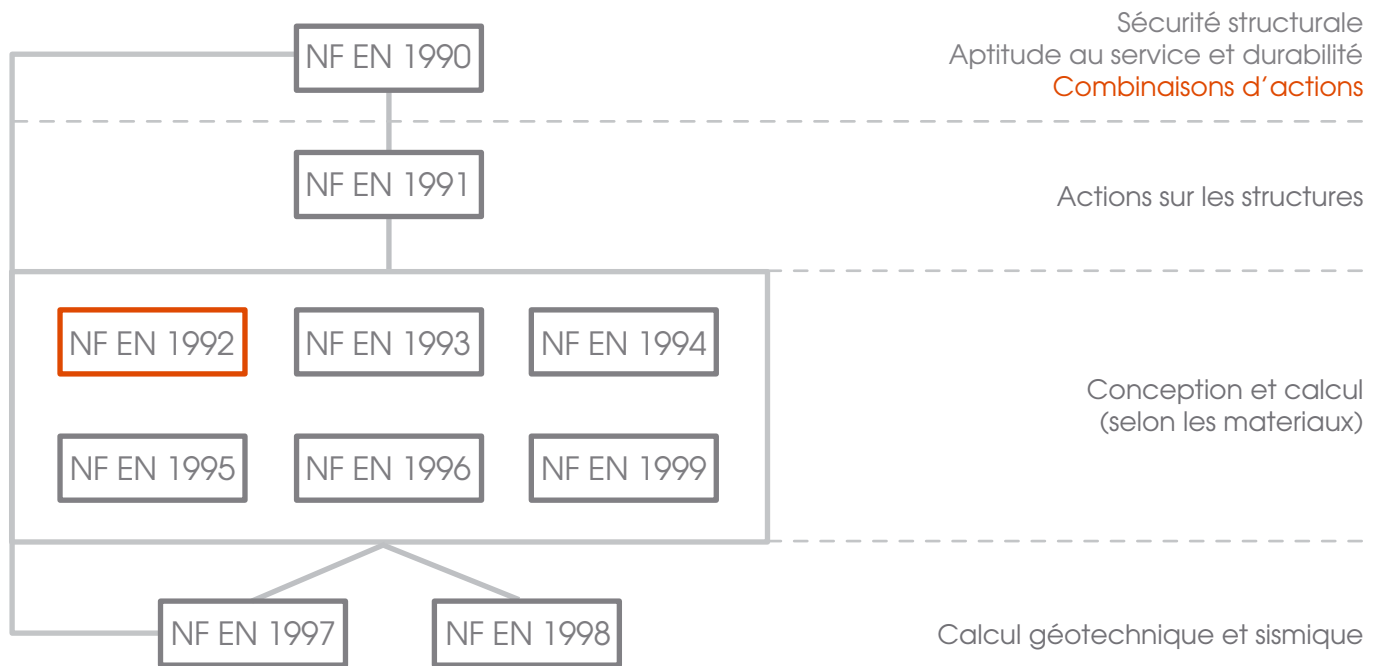 NF EN 1990
Sécurité structurale
Aptitude au service et durabilité
Combinaisons d’actions
NF EN 1991
Actions sur les structures
NF EN 1992
NF EN 1993
NF EN 1994
NF EN 1995
NF EN 1996
NF EN 1999
Conception et calcul
(selon les materiaux)
NF EN 1997
NF EN 1998
Calcul géotechnique et sismique